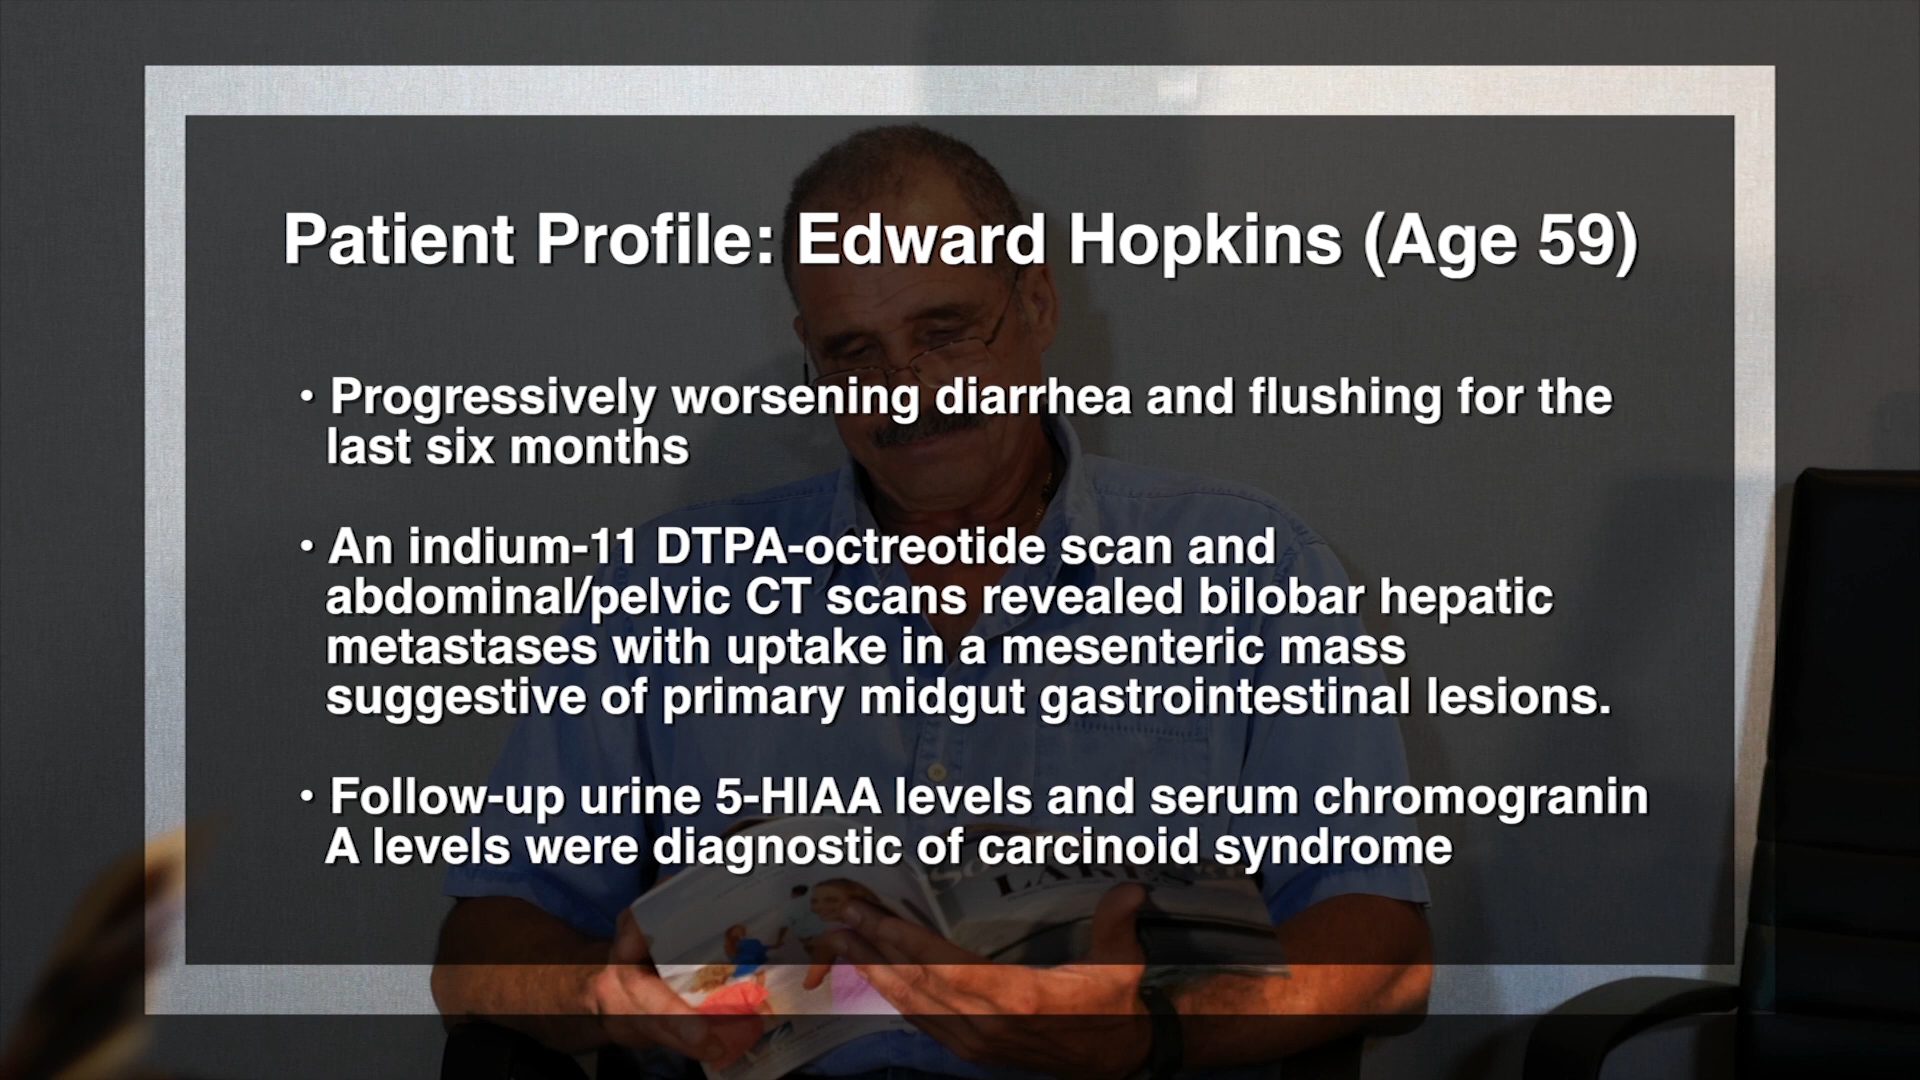 Patient Profile: Edward Hopkins (Age 59)
• Progressively worsening diarrhea and flushing for the
last six months
• An indium-11 DTPA-octreotide scan and
abdominal/pelvic CT scans revealed bilobar hepatic
metastases with uptake in a mesenteric mass
suggestive of primary midgut gastrointestinal lesions.
• Follow-up urine 5-HIAA levels and serum chromogranin
A levels were diagnostic of carcinoid syndrome